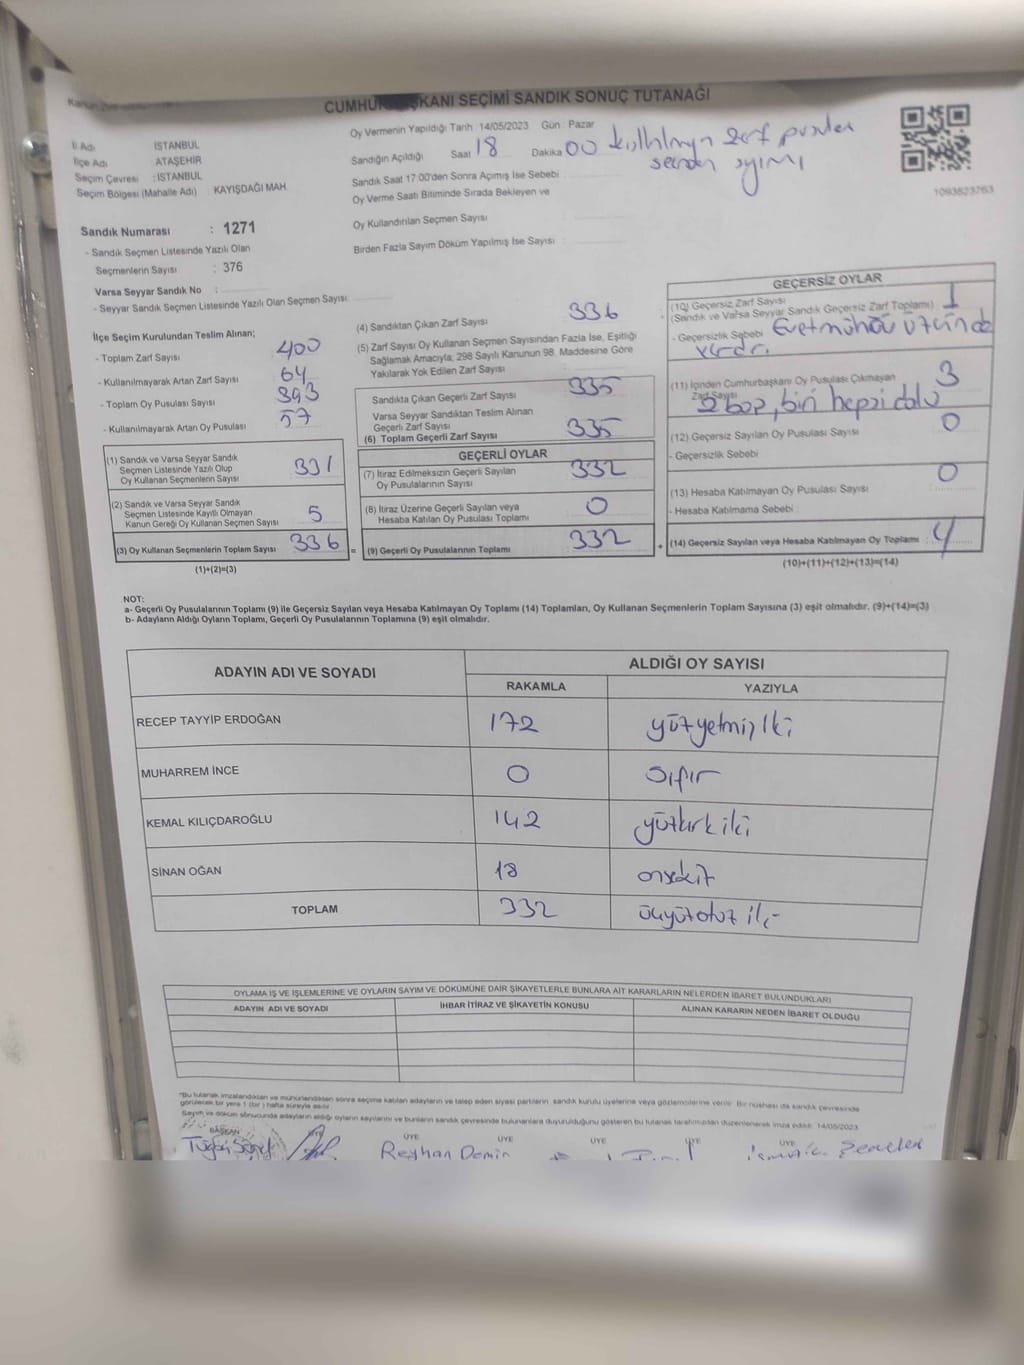 CUMHURBAŞKANI SEÇİMİ SANDIK SONUÇ TUTANAĞI
İl Adı İSTANBUL
İlçe Adı ATAŞEHİR
Seçim Çevresi : İSTANBUL
Seçim Bölgesi (Mahalle Adı) : KAYIŞDAĞI MAH
Oy Vermenin Yapıldığı Tarih 14/05/2023 Gün : Pazar
Sandığın Açıldığı Saat 18 Dakika 00 zarf
sayımı
Sandık Saat 17:00'den Sonra Açımış İse Sebebi :
Oy Verme Saati Bitiminde Sırada Bekleyen ve
Oy Kullandırılan Seçmen Sayısı :
Birden Fazla Sayım Döküm Yapılmış İse Sayısı :
1093623763
Sandık Numarası : 1271
- Sandık Seçmen Listesinde Yazılı Olan
Seçmenlerin Sayısı : 376
Varsa Seyyar Sandık No :
- Seyyar Sandık Seçmen Listesinde Yazılı Olan Seçmen Sayısı:
İlçe Seçim Kurulundan Teslim Alınan;
- Toplam Zarf Sayısı 400
- Kullanılmayarak Artan Zarf Sayısı 64
- Toplam Oy Pusulası Sayısı 393
- Kullanılmayarak Artan Oy Pusulası 57
(1) Sandık ve Varsa Seyyar Sandık
Seçmen Listesinde Yazılı Olup
Oy Kullanan Seçmenlerin Sayısı 331
(2) Sandık ve Varsa Seyyar Sandık
Seçmen Listesinde Kayıtlı Olmayan
Kanun Gereği Oy Kullanan Seçmen Sayısı 5
(3) Oy Kullanan Seçmenlerin Toplam Sayısı 336
(1)+(2)=(3)
(4) Sandıktan Çıkan Zarf Sayısı 336
(5) Zarf Sayısı Oy Kullanan Seçmen Sayısından Fazla İse, Eşitliği
Sağlamak Amacıyla, 298 Sayılı Kanunun 98. Maddesine Göre
Yakılarak Yok Edilen Zarf Sayısı :
Sandıkta Çıkan Geçerli Zarf Sayısı 335
Varsa Seyyar Sandıktan Teslim Alınan
Geçerli Zarf Sayısı
(6) Toplam Geçerli Zarf Sayısı 335
GEÇERLİ OYLAR
(7) İtiraz Edilmeksizin Geçerli Sayılan
Oy Pusulalarının Sayısı 332
(8) İtiraz Üzerine Geçerli Sayılan veya
Hesaba Katılan Oy Pusulası Toplamı 0
= (9) Geçerli Oy Pusulalarının Toplamı 332
GEÇERSİZ OYLAR
(10) Geçersiz Zarf Sayısı
(Sandık ve Varsa Seyyar Sandık Geçersiz Zarf Toplamı) 1
- Geçersizlik Sebebi Evet mührü üzerinde
vardı.
(11) İçinden Cumhurbaşkanı Oy Pusulası Çıkmayan
Zarf Sayısı 3
2 boş, biri hepsi dolu
(12) Geçersiz Sayılan Oy Pusulası Sayısı 0
- Geçersizlik Sebebi
(13) Hesaba Katılmayan Oy Pusulası Sayısı 0
- Hesaba Katılmama Sebebi
+ (14) Geçersiz Sayılan veya Hesaba Katılmayan Oy Toplamı : 4
(10)+(11)+(12)+(13)=(14)
NOT:
a- Geçerli Oy Pusulalarının Toplamı (9) ile Geçersiz Sayılan veya Hesaba Katılmayan Oy Toplamı (14) Toplamları, Oy Kullanan Seçmenlerin Toplam Sayısına (3) eşit olmalıdır. (9)+(14)=(3)
b- Adayların Aldığı Oyların Toplamı, Geçerli Oy Pusulalarının Toplamına (9) eşit olmalıdır.
ADAYIN ADI VE SOYADI ALDIĞI OY SAYISI
RAKAMLA YAZIYLA
RECEP TAYYİP ERDOĞAN 172 yüzyetmiş iki
MUHARREM İNCE 0 Sıfır
KEMAL KILIÇDAROĞLU 142 yüzkırk iki
SİNAN OĞAN 18 onsekiz
TOPLAM 332 üçyüzotuz iki
OYLAMA İŞ VE İŞLEMLERİNE VE OYLARIN SAYIM VE DÖKÜMÜNE DAİR ŞİKAYETLERLE BUNLARA AİT KARARLARIN NELERDEN İBARET BULUNDUKLARI
ADAYIN ADI VE SOYADI İHBAR İTİRAZ VE ŞİKAYETİN KONUSU ALINAN KARARIN NEDEN İBARET OLDUĞU
"Bu tutanak imzalandıktan ve mühürlendikten sonra seçime katılan adayların ve talep eden siyasi partilerin sandık kurulu üyelerine veya gözlemcilerine verilir. Bir nüshası da sandık çevresinde
görülecek bir yere 1 (bir) hafta süreyle asılır.
Sayım ve döküm sonucunda adayların aldığı oyların sayılarını ve bunların sandık çevresinde bulunanlara duyurulduğunu gösteren bu tutanak tarafımızdan düzenlenerek imza edildi. 14/05/2023
BAŞKAN ÜYE ÜYE ÜYE ÜYE ÜYE
Reyhan Demin